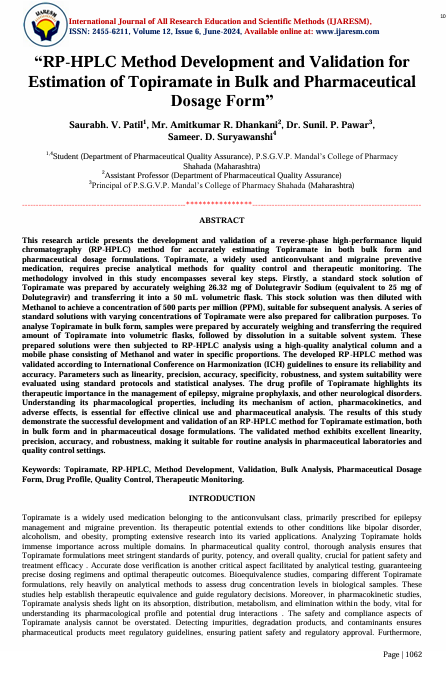 International Journal of All Research Education and Scientific Methods (IJARESM),
ISSN: 2455-6211, Volume 12, Issue 6, June-2024, Available online at: www.ijaresm.com
“RP-HPLC Method Development and Validation for
Estimation of Topiramate in Bulk and Pharmaceutical
Dosage Form”
Saurabh. V. Patil1, Mr. Amitkumar R. Dhankani2, Dr. Sunil. P. Pawar3,
Sameer. D. Suryawanshi4
1,4Student (Department of Pharmaceutical Quality Assurance), P.S.G.V.P. Mandal’s College of Pharmacy
Shahada (Maharashtra)
2Assistant Professor (Department of Pharmaceutical Quality Assurance)
3Principal of P.S.G.V.P. Mandal’s College of Pharmacy Shahada (Maharashtra)
ABSTRACT
This research article presents the development and validation of a reverse-phase high-performance liquid
chromatography (RP-HPLC) method for accurately estimating Topiramate in both bulk form and
pharmaceutical dosage formulations. Topiramate, a widely used anticonvulsant and migraine preventive
medication, requires precise analytical methods for quality control and therapeutic monitoring. The
methodology involved in this study encompasses several key steps. Firstly, a standard stock solution of
Topiramate was prepared by accurately weighing 26.32 mg of Dolutegravir Sodium (equivalent to 25 mg of
Dolutegravir) and transferring it into a 50 mL volumetric flask. This stock solution was then diluted with
Methanol to achieve a concentration of 500 parts per million (PPM), suitable for subsequent analysis. A series of
standard solutions with varying concentrations of Topiramate were also prepared for calibration purposes. To
analyse Topiramate in bulk form, samples were prepared by accurately weighing and transferring the required
amount of Topiramate into volumetric flasks, followed by dissolution in a suitable solvent system. These
prepared solutions were then subjected to RP-HPLC analysis using a high-quality analytical column and a
mobile phase consisting of Methanol and water in specific proportions. The developed RP-HPLC method was
validated according to International Conference on Harmonization (ICH) guidelines to ensure its reliability and
accuracy. Parameters such as linearity, precision, accuracy, specificity, robustness, and system suitability were
evaluated using standard protocols and statistical analyses. The drug profile of Topiramate highlights its
therapeutic importance in the management of epilepsy, migraine prophylaxis, and other neurological disorders.
Understanding its pharmacological properties, including its mechanism of action, pharmacokinetics, and
adverse effects, is essential for effective clinical use and pharmaceutical analysis. The results of this study
demonstrate the successful development and validation of an RP-HPLC method for Topiramate estimation, both
in bulk form and in pharmaceutical dosage formulations. The validated method exhibits excellent linearity,
precision, accuracy, and robustness, making it suitable for routine analysis in pharmaceutical laboratories and
quality control settings.
Keywords: Topiramate, RP-HPLC, Method Development, Validation, Bulk Analysis, Pharmaceutical Dosage
Form, Drug Profile, Quality Control, Therapeutic Monitoring.
INTRODUCTION
Topiramate is a widely used medication belonging to the anticonvulsant class, primarily prescribed for epilepsy
management and migraine prevention. Its therapeutic potential extends to other conditions like bipolar disorder,
alcoholism, and obesity, prompting extensive research into its varied applications. Analyzing Topiramate holds
immense importance across multiple domains. In pharmaceutical quality control, thorough analysis ensures that
Topiramate formulations meet stringent standards of purity, potency, and overall quality, crucial for patient safety and
treatment efficacy . Accurate dose verification is another critical aspect facilitated by analytical testing, guaranteeing
precise dosing regimens and optimal therapeutic outcomes. Bioequivalence studies, comparing different Topiramate
formulations, rely heavily on analytical methods to assess drug concentration levels in biological samples. These
studies help establish therapeutic equivalence and guide regulatory decisions. Moreover, in pharmacokinetic studies,
Topiramate analysis sheds light on its absorption, distribution, metabolism, and elimination within the body, vital for
understanding its pharmacological profile and potential drug interactions . The safety and compliance aspects of
Topiramate analysis cannot be overstated. Detecting impurities, degradation products, and contaminants ensures
pharmaceutical products meet regulatory guidelines, ensuring patient safety and regulatory approval. Furthermore,
Page | 1062